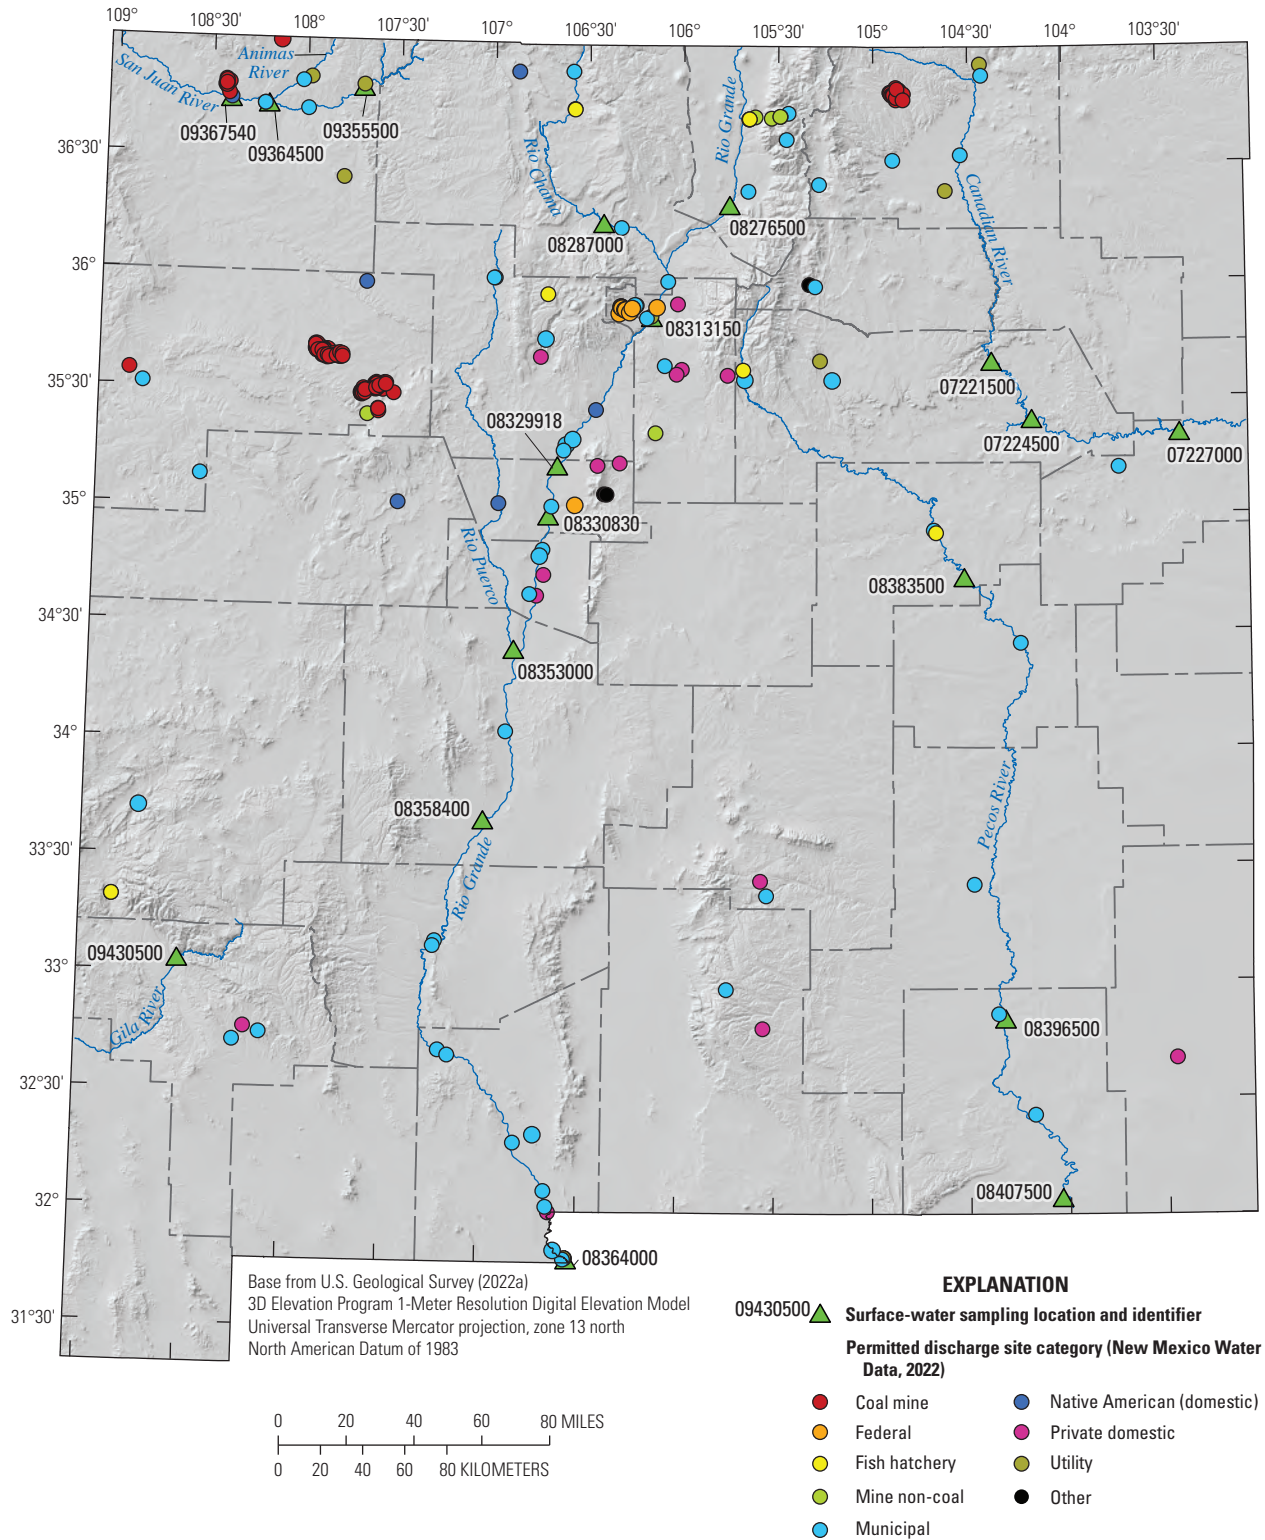 109°
108°30'
108°
107°30'
107°
106°30'
106°
105°30'
105°
104°30'
104°
103°30'
Animas
River
San Juan River
09367540
09364500
09355500
Rio Chama
Rio Grande
Canadian River
36°30'
08287000
08276500
36°
08313150
35°30'
07221500
08329918
07224500
07227000
35°
08330830
Rio Puerco
08383500
34°30'
08353000
34°
08358400
Pecos River
33°30'
Rio Grande
09430500
33°
Gila River
08396500
32°30'
08407500
32°
08364000
31°30'
Base from U.S. Geological Survey (2022a)
3D Elevation Program 1-Meter Resolution Digital Elevation Model
Universal Transverse Mercator projection, zone 13 north
North American Datum of 1983
0 20 40 60 80 MILES
0 20 40 60 80 KILOMETERS
EXPLANATION
09430500 Surface-water sampling location and identifier
Permitted discharge site category (New Mexico Water
Data, 2022)
Coal mine
Federal
Fish hatchery
Mine non-coal
Municipal
Native American (domestic)
Private domestic
Utility
Other